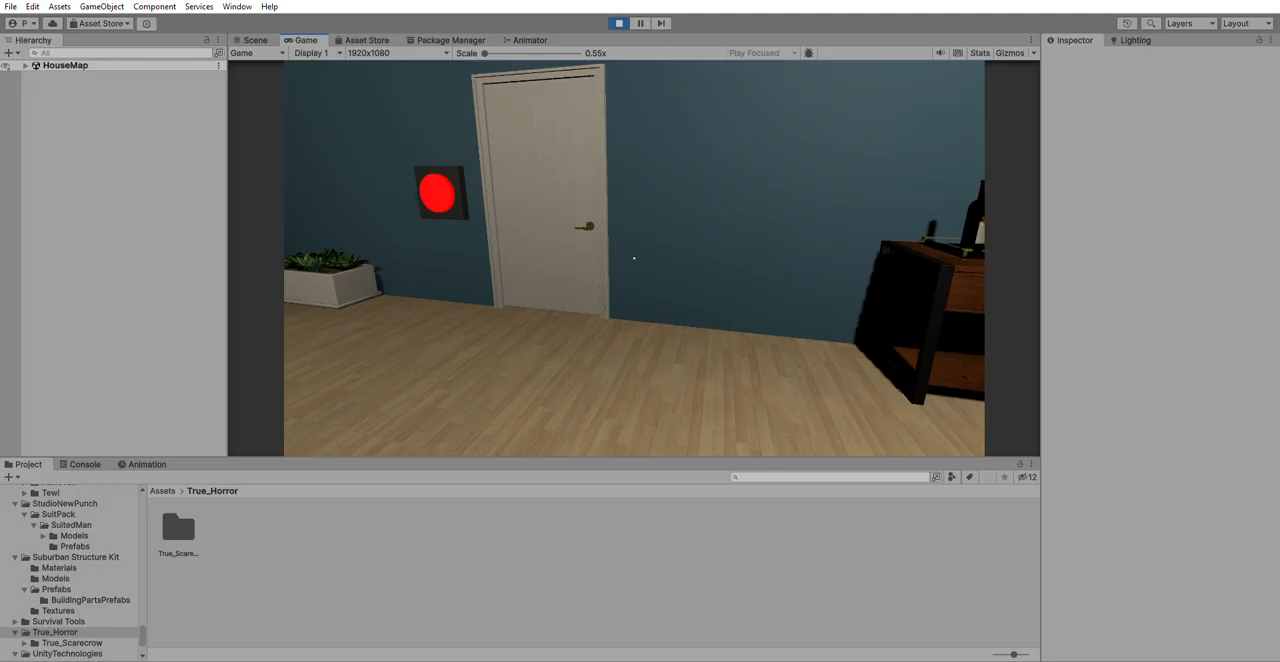 File Edit Assets GameObject Component Services Window Help
P Asset Store Layers Layout
Hierarchy Scene Game Asset Store Package Manager Animator Inspector Lighting
All Game Display 1 1920x1080 Scale 0.55x Play Focused Stats Gizmos
HouseMap
Project Console Animation
12
Tewi
Assets > True_Horror
StudioNewPunch
SuitPack
SuitedMan
Models
Prefabs
True_Scare...
Suburban Structure Kit
Materials
Models
Prefabs
BuildingPartsPrefabs
Textures
Survival Tools
True_Horror
True_Scarecrow
UnityTechnologies